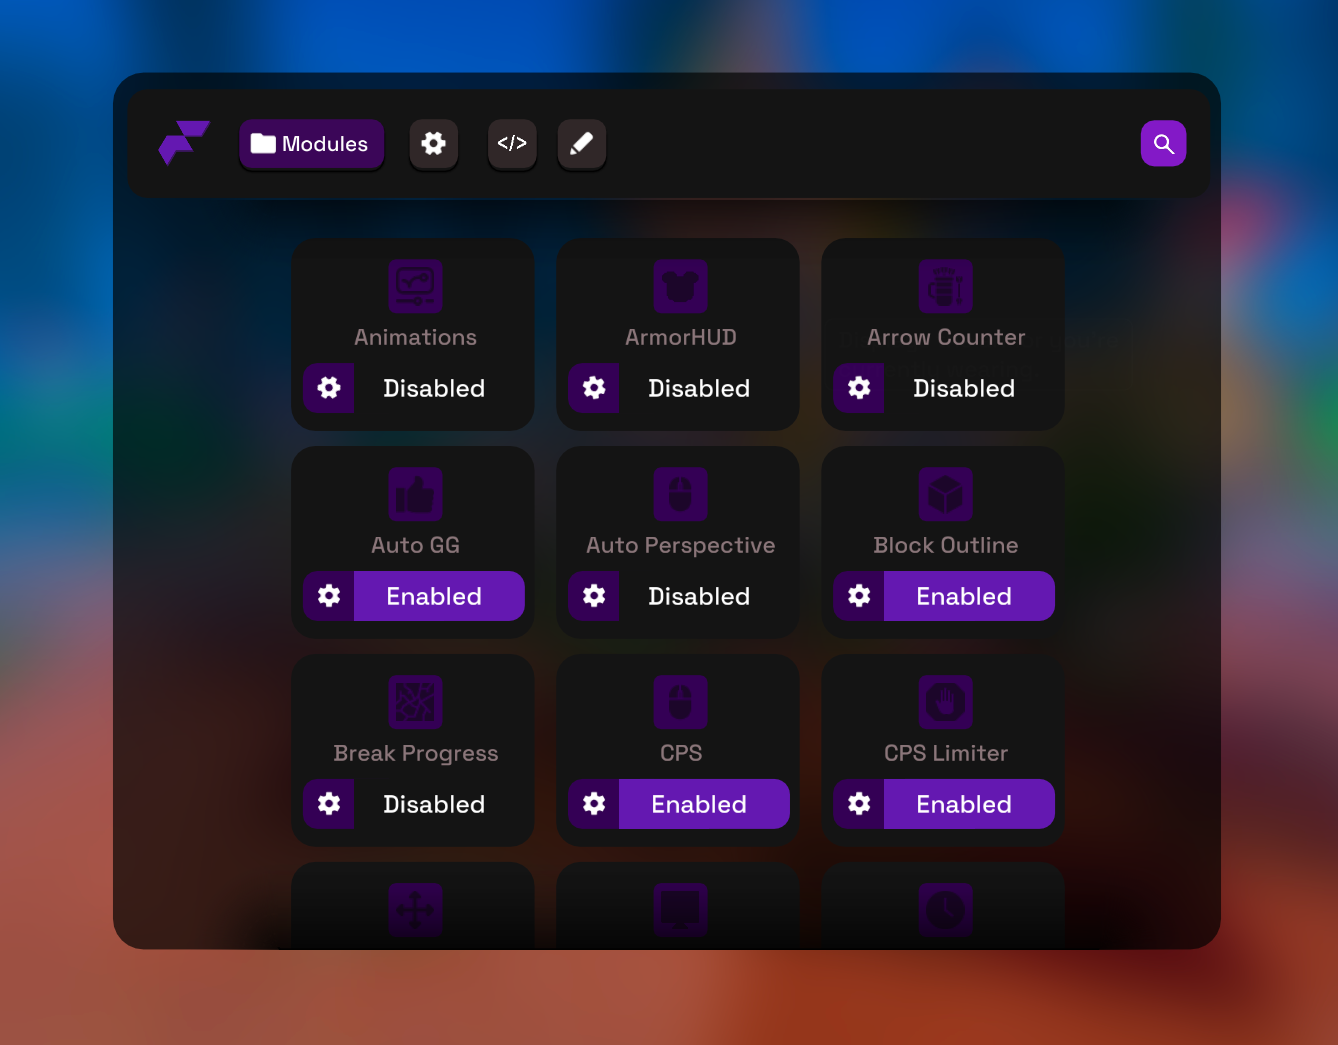 Modules
</>
Animations
ArmorHUD
Arrow Counter
Disabled
Disabled
Disabled
Auto GG
Auto Perspective
Block Outline
Enabled
Disabled
Enabled
Break Progress
CPS
CPS Limiter
Disabled
Enabled
Enabled